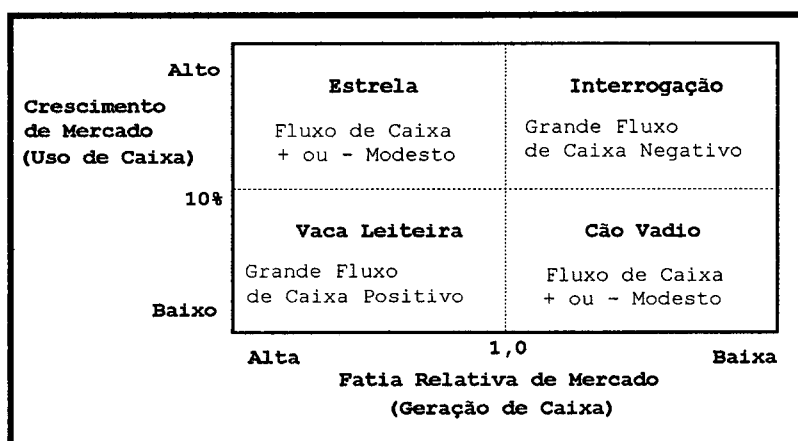 Alto
Estrela
Interrogação
Crescimento
de Mercado
(Uso de Caixa)
Fluxo de Caixa
+ ou - Modesto
Grande Fluxo
de Caixa Negativo
10%
Vaca Leiteira
Cão Vadio
Grande Fluxo
de Caixa Positivo
Fluxo de Caixa
+ ou - Modesto
Baixo
Alta
1,0
Baixa
Fatia Relativa de Mercado
(Geração de Caixa)